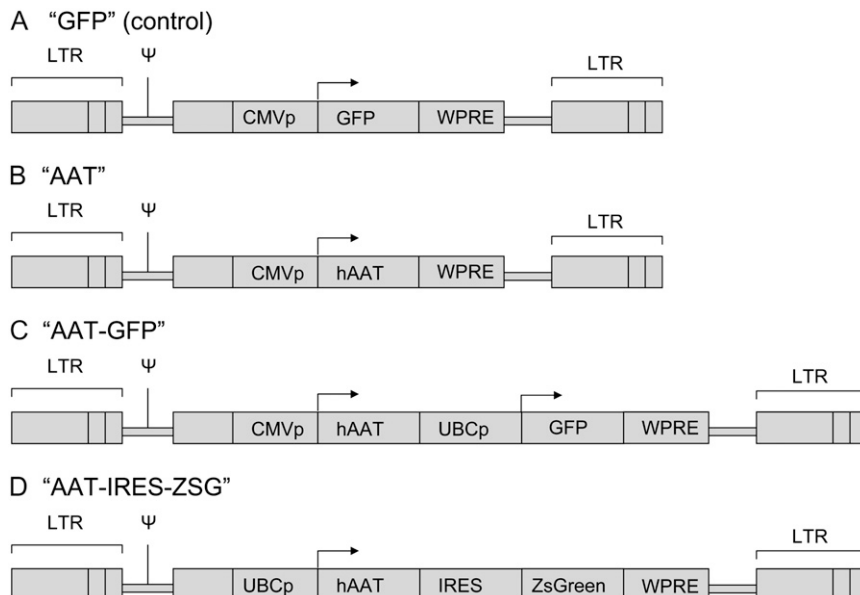 A "GFP" (control)
LTR Ψ LTR
CMVp GFP WPRE
B "AAT"
LTR Ψ LTR
CMVp hAAT WPRE
C "AAT-GFP"
LTR Ψ LTR
CMVp hAAT UBCp GFP WPRE
D "AAT-IRES-ZSG"
LTR Ψ LTR
UBCp hAAT IRES ZsGreen WPRE